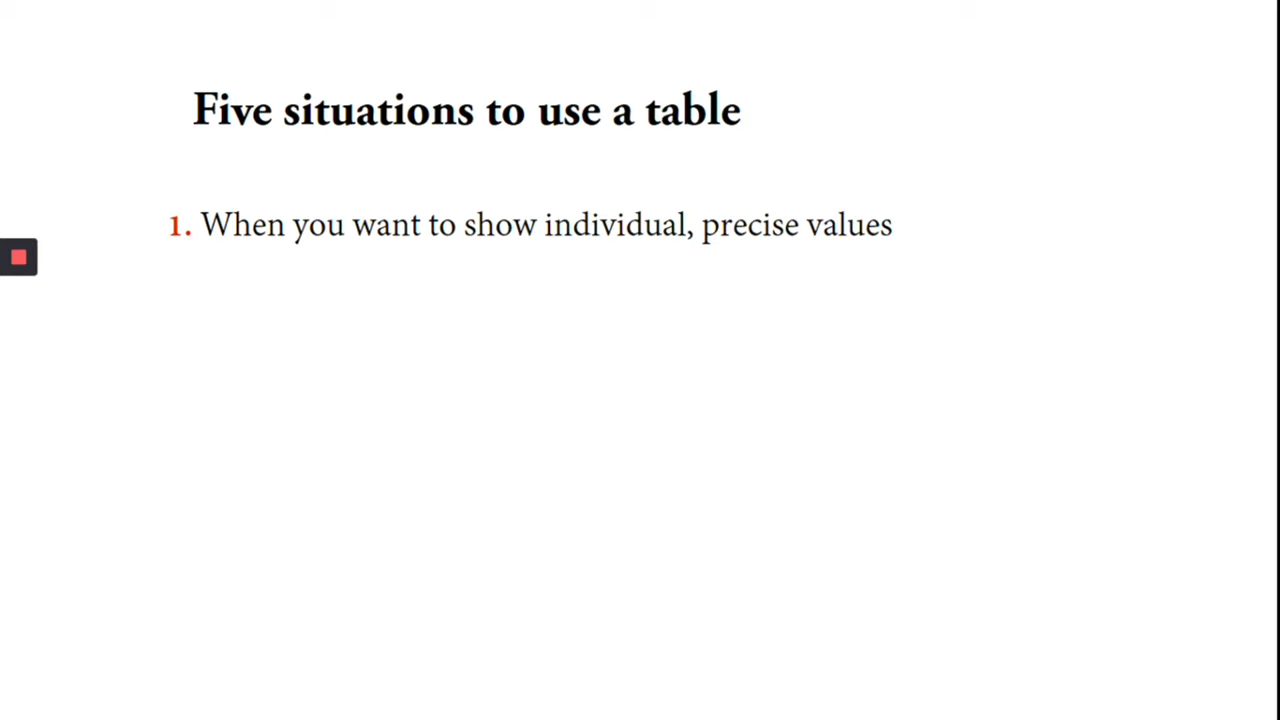 Five situations to use a table
1. When you want to show individual, precise values